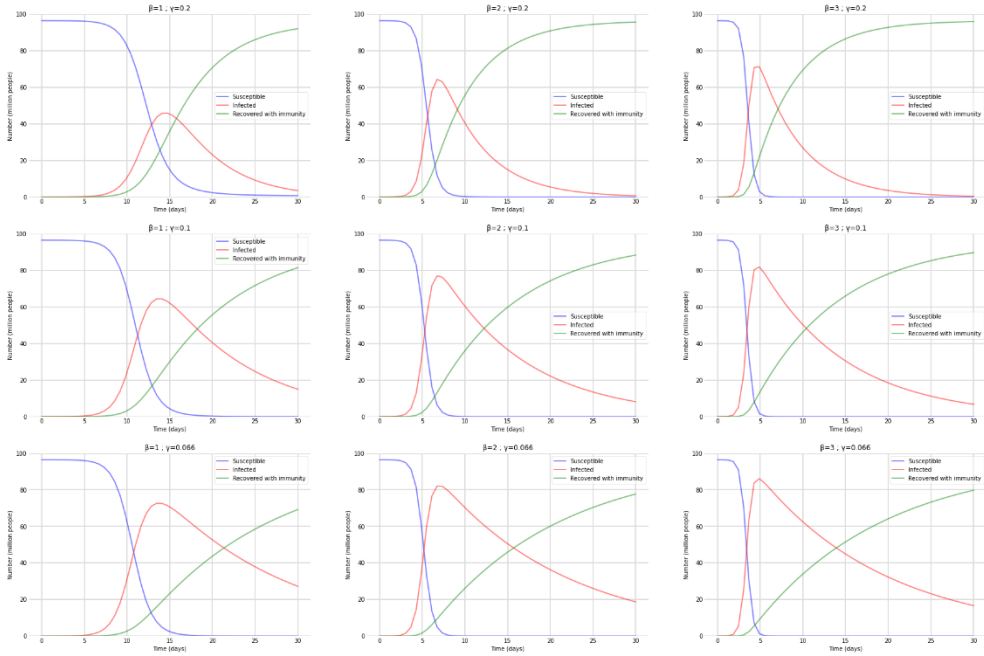 β=1 ; γ=0.2
Number (million people)
100
80
60
40
20
0
Susceptible
Infected
Recovered with immunity
0 5 10 15 20 25 30
Time (days)
β=2 ; γ=0.2
Number (million people)
100
80
60
40
20
0
Susceptible
Infected
Recovered with immunity
0 5 10 15 20 25 30
Time (days)
β=3 ; γ=0.2
Number (million people)
100
80
60
40
20
0
Susceptible
Infected
Recovered with immunity
0 5 10 15 20 25 30
Time (days)
β=1 ; γ=0.1
Number (million people)
100
80
60
40
20
0
Susceptible
Infected
Recovered with immunity
0 5 10 15 20 25 30
Time (days)
β=2 ; γ=0.1
Number (million people)
100
80
60
40
20
0
Susceptible
Infected
Recovered with immunity
0 5 10 15 20 25 30
Time (days)
β=3 ; γ=0.1
Number (million people)
100
80
60
40
20
0
Susceptible
Infected
Recovered with immunity
0 5 10 15 20 25 30
Time (days)
β=1 ; γ=0.066
Number (million people)
100
80
60
40
20
0
Susceptible
Infected
Recovered with immunity
0 5 10 15 20 25 30
Time (days)
β=2 ; γ=0.066
Number (million people)
100
80
60
40
20
0
Susceptible
Infected
Recovered with immunity
0 5 10 15 20 25 30
Time (days)
β=3 ; γ=0.066
Number (million people)
100
80
60
40
20
0
Susceptible
Infected
Recovered with immunity
0 5 10 15 20 25 30
Time (days)